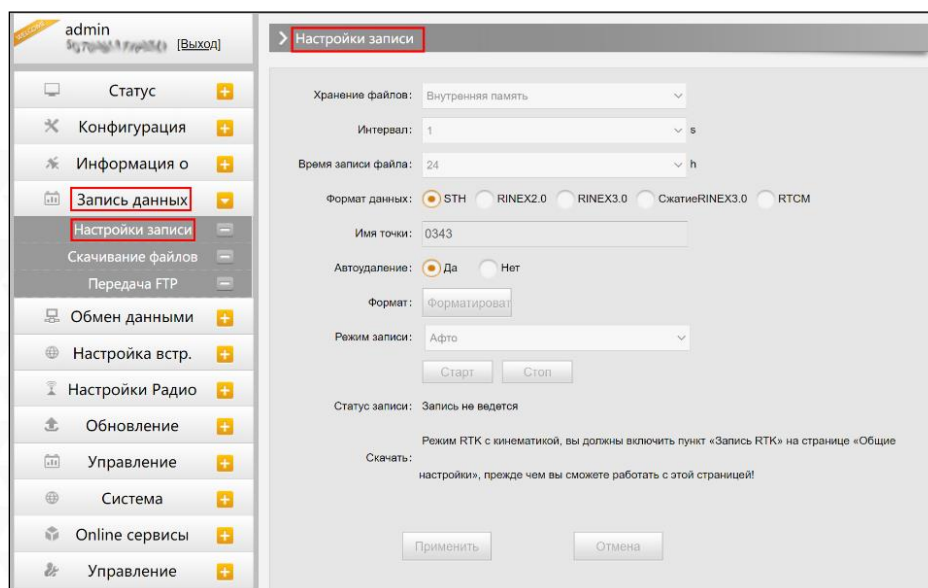 WELCOME
admin
[Выход]
Статус
Конфигурация
Информация о
Запись данных
Настройки записи
Скачивание файлов
Передача FTP
Обмен данными
Настройка встр.
Настройки Радио
Обновление
Управление
Система
Online сервисы
Управление
Настройки записи
Хранение файлов: Внутренняя память
Интервал: 1 s
Время записи файла: 24 h
Формат данных: STH RINEX2.0 RINEX3.0 СжатиеRINEX3.0 RTCM
Имя точки: 0343
Автоудаление: Да Нет
Формат: Форматироват
Режим записи: Афто
Старт Стоп
Статус записи: Запись не ведется
Скачать: Режим RTK с кинематикой, вы должны включить пункт «Запись RTK» на странице «Общие
настройки», прежде чем вы сможете работать с этой страницей!
Применить Отмена